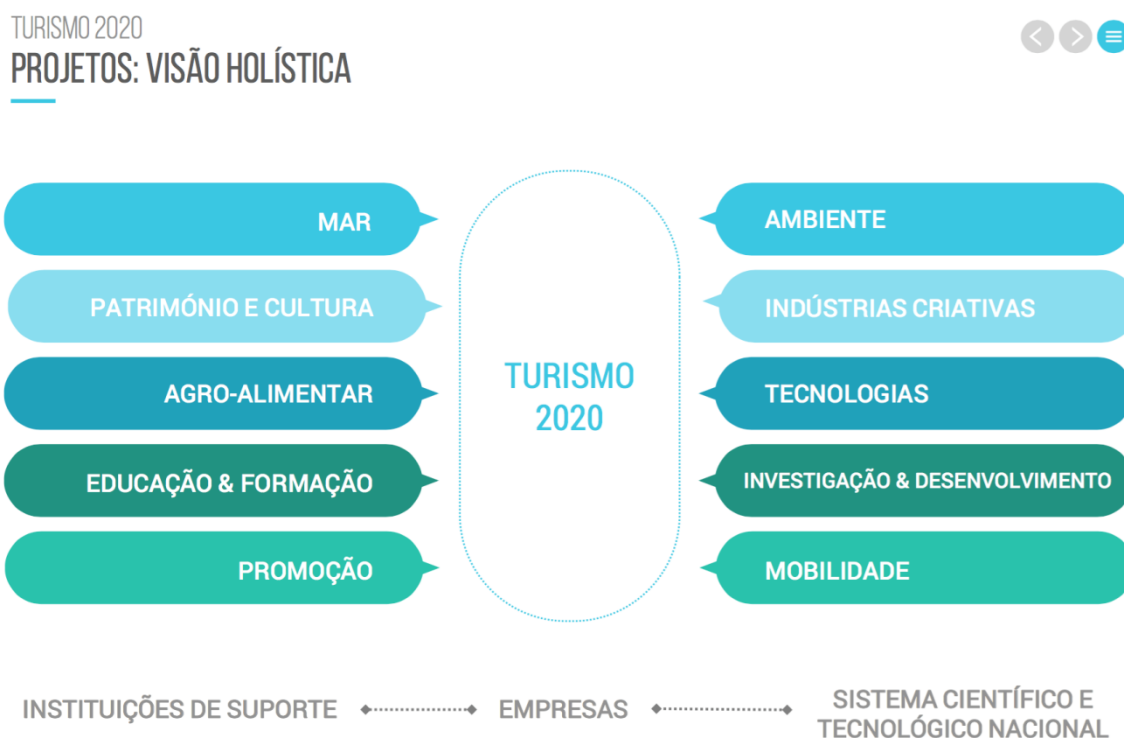 TURISMO 2020
PROJETOS: VISÃO HOLÍSTICA
MAR
PATRIMÓNIO E CULTURA
AGRO-ALIMENTAR
EDUCAÇÃO & FORMAÇÃO
PROMOÇÃO
TURISMO
2020
AMBIENTE
INDÚSTRIAS CRIATIVAS
TECNOLOGIAS
INVESTIGAÇÃO & DESENVOLVIMENTO
MOBILIDADE
INSTITUIÇÕES DE SUPORTE
EMPRESAS
SISTEMA CIENTÍFICO E
TECNOLÓGICO NACIONAL